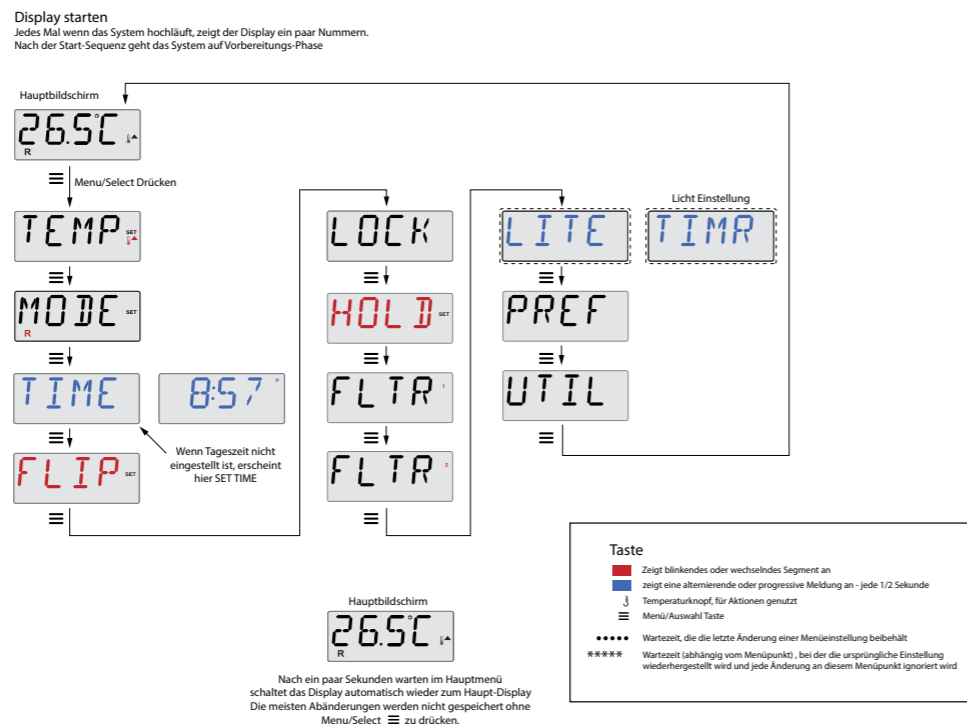 Display starten
Jedes Mal wenn das System hochläuft, zeigt der Display ein paar Nummern.
Nach der Start-Sequenz geht das System auf Vorbereitungs-Phase
Hauptbildschirm
26.5°C
R
Menu/Select Drücken
TEMP SET
MODE SET
R
TIME
8:57 P
Wenn Tageszeit nicht
eingestellt ist, erscheint
hier SET TIME
FLIP SET
LOCK
HOLD SET
FLTR 1
FLTR 2
Licht Einstellung
LITE
TIMR
PREF
UTIL
Hauptbildschirm
26.5°C
R
Nach ein paar Sekunden warten im Hauptmenü
schaltet das Display automatisch wieder zum Haupt-Display
Die meisten Abänderungen werden nicht gespeichert ohne
Menu/Select ☰ zu drücken.
Taste
Zeigt blinkendes oder wechselndes Segment an
zeigt eine alternierende oder progressive Meldung an - jede 1/2 Sekunde
Temperaturknopf, für Aktionen genutzt
Menü/Auswahl Taste
••••• Wartezeit, die die letzte Änderung einer Menüeinstellung beibehält
***** Wartezeit (abhängig vom Menüpunkt) , bei der die ursprüngliche Einstellung
wiederhergestellt wird und jede Änderung an diesem Menüpunkt ignoriert wird